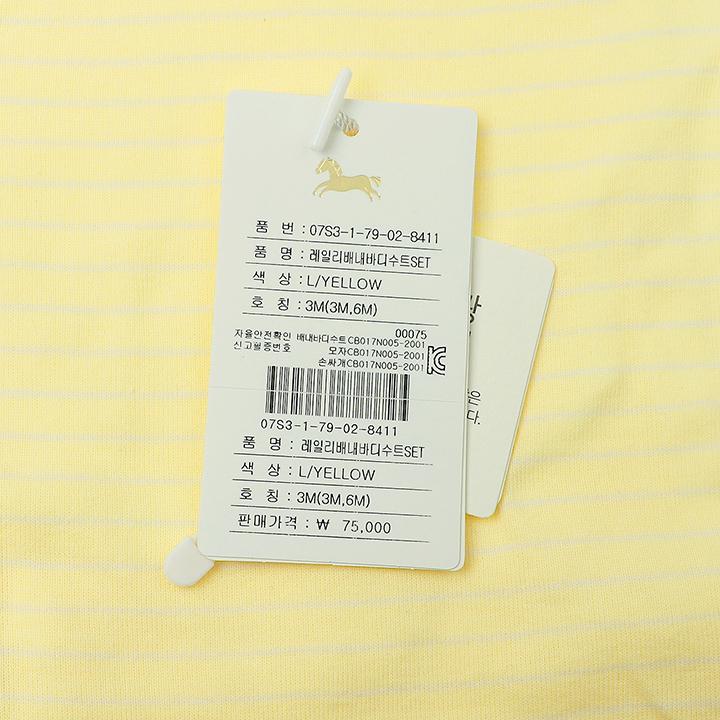 품 번 : 07S3-1-79-02-8411
품 명 : 레일리배내바디수트SET
색 상 : L/YELLOW
호 칭 : 3M(3M,6M)
00075
자율안전확인 배내바디수트CB017N005-2001
신고필증번호 모자CB017N005-2001
손싸개CB017N005-2001
07S3-1-79-02-8411
품 명 : 레일리배내바디수트SET
색 상 : L/YELLOW
호 칭 : 3M(3M,6M)
판매가격 : ₩ 75,000
은
다.